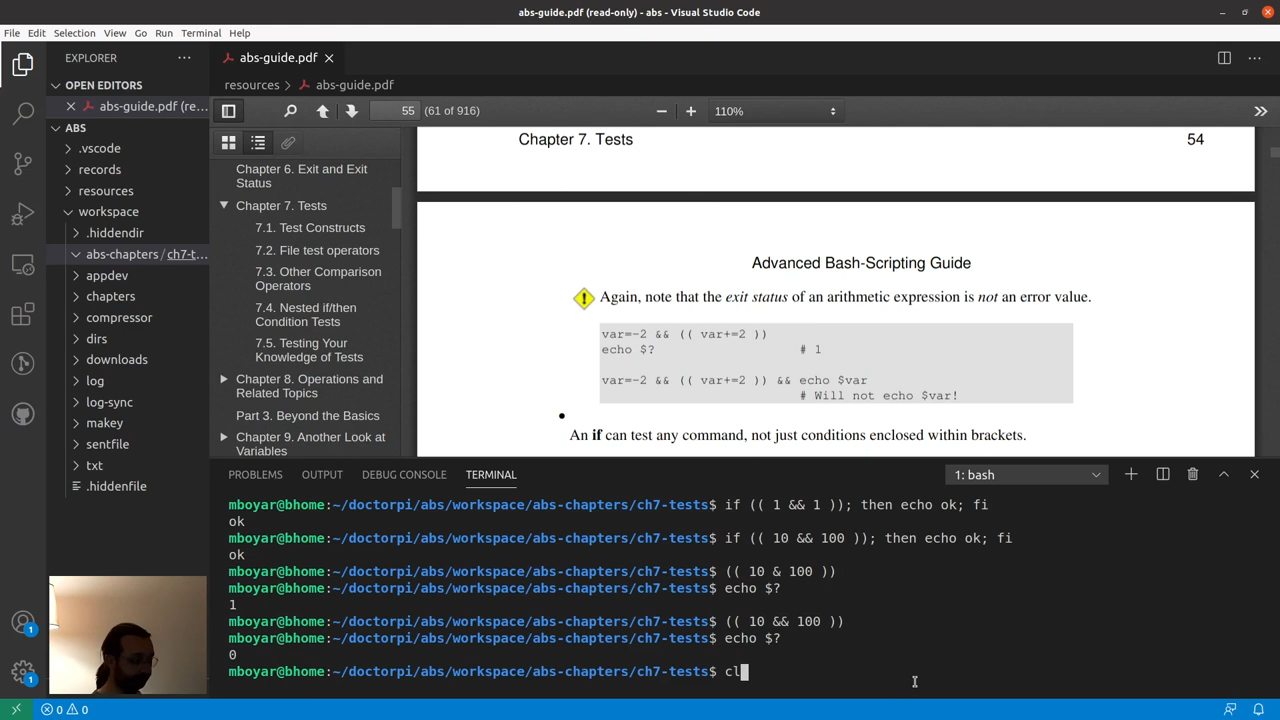 abs-guide.pdf (read-only) - abs - Visual Studio Code
File Edit Selection View Go Run Terminal Help
EXPLORER
abs-guide.pdf
OPEN EDITORS
abs-guide.pdf (re...
resources > abs-guide.pdf
55 (61 of 916)
110%
ABS
.vscode
records
resources
workspace
.hiddendir
abs-chapters / ch7-t...
appdev
chapters
compressor
dirs
downloads
log
log-sync
makey
sentfile
txt
.hiddenfile
Chapter 6. Exit and Exit
Status
Chapter 7. Tests
7.1. Test Constructs
7.2. File test operators
7.3. Other Comparison
Operators
7.4. Nested if/then
Condition Tests
7.5. Testing Your
Knowledge of Tests
Chapter 8. Operations and
Related Topics
Part 3. Beyond the Basics
Chapter 9. Another Look at
Variables
Chapter 7. Tests 54
Advanced Bash-Scripting Guide
Again, note that the exit status of an arithmetic expression is not an error value.
var=-2 && (( var+=2 ))
echo $? # 1
var=-2 && (( var+=2 )) && echo $var
# Will not echo $var!
An if can test any command, not just conditions enclosed within brackets.
PROBLEMS OUTPUT DEBUG CONSOLE TERMINAL
1: bash
mboyar@bhome:~/doctorpi/abs/workspace/abs-chapters/ch7-tests$ if (( 1 && 1 )); then echo ok; fi
ok
mboyar@bhome:~/doctorpi/abs/workspace/abs-chapters/ch7-tests$ if (( 10 && 100 )); then echo ok; fi
ok
mboyar@bhome:~/doctorpi/abs/workspace/abs-chapters/ch7-tests$ (( 10 & 100 ))
mboyar@bhome:~/doctorpi/abs/workspace/abs-chapters/ch7-tests$ echo $?
1
mboyar@bhome:~/doctorpi/abs/workspace/abs-chapters/ch7-tests$ (( 10 && 100 ))
mboyar@bhome:~/doctorpi/abs/workspace/abs-chapters/ch7-tests$ echo $?
0
mboyar@bhome:~/doctorpi/abs/workspace/abs-chapters/ch7-tests$ cl
1
1
0 0